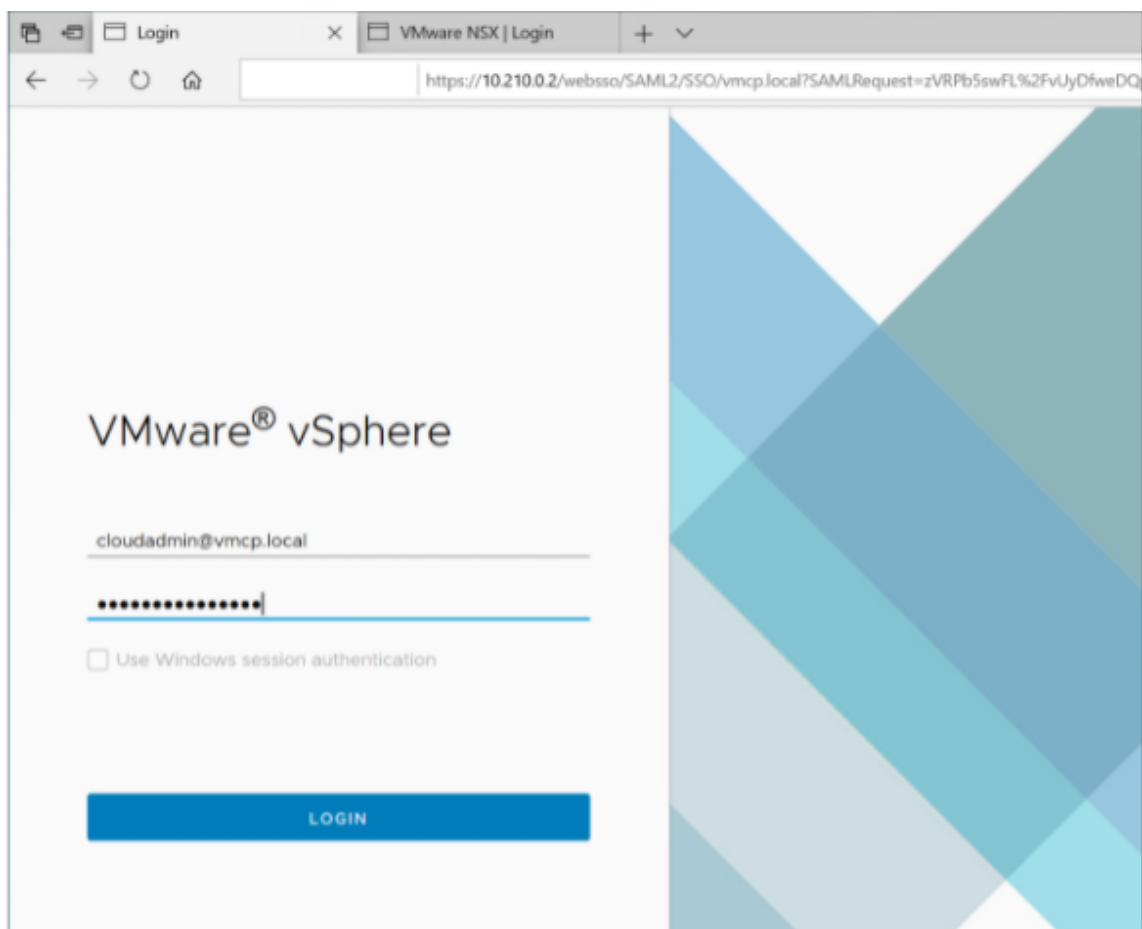 Login
VMware NSX | Login
https://10.210.0.2/websso/SAML2/SSO/vmcp.local?SAMLRequest=zVRPb5swFL%2FvUyDfweDQ
VMware® vSphere
cloudadmin@vmcp.local
Use Windows session authentication
LOGIN